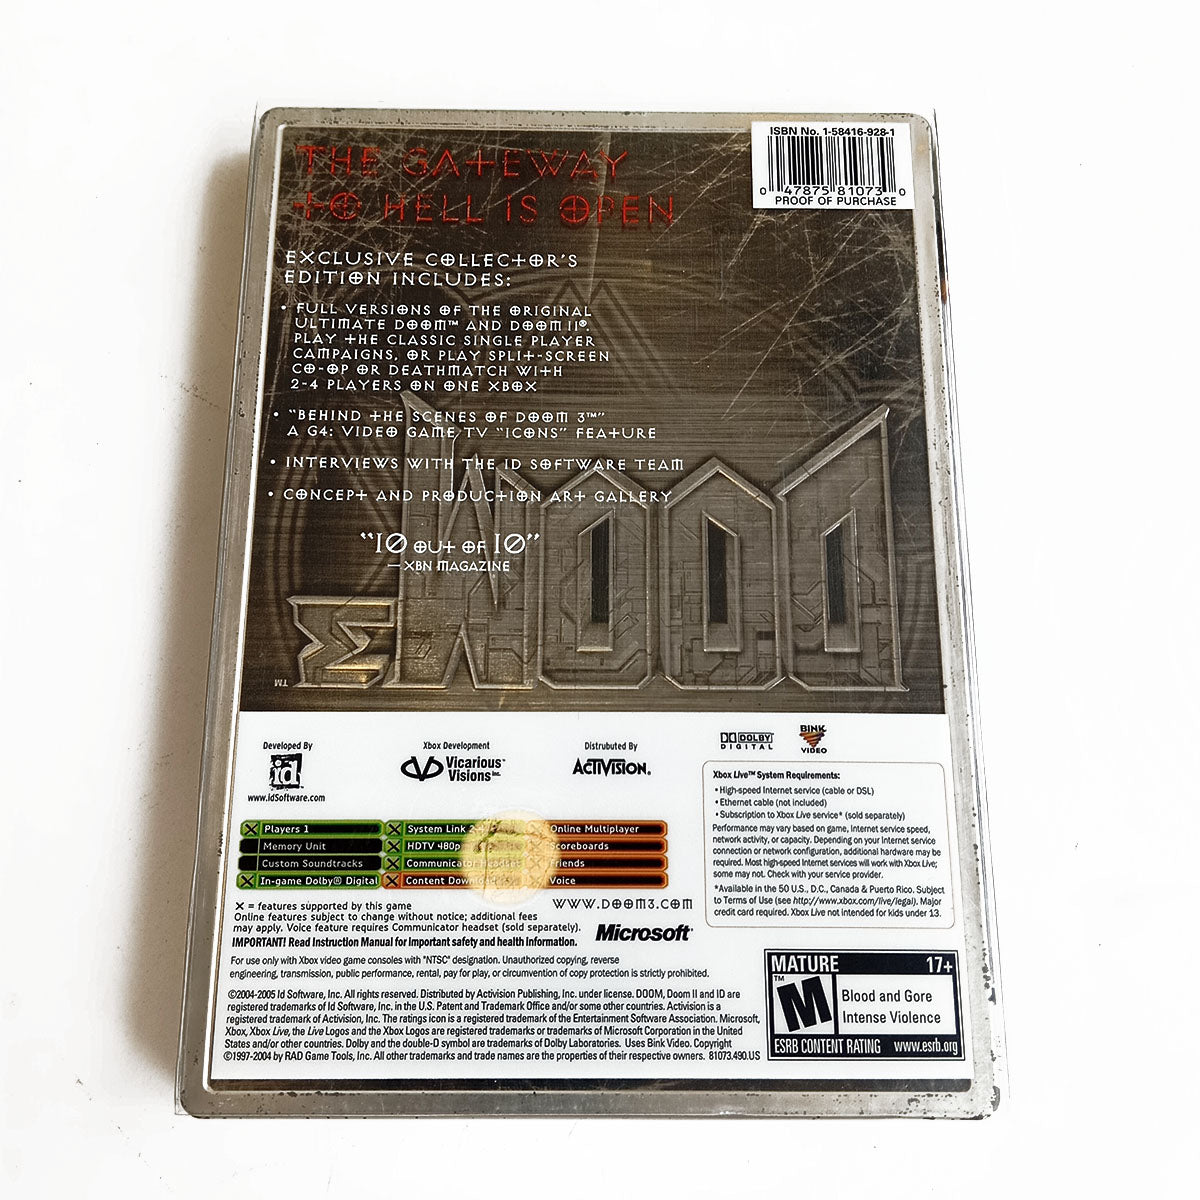 ISBN No. 1-58416-928-1
0 47875 81073 0
PROOF OF PURCHASE
THE GATEWAY
TO HELL IS OPEN
EXCLUSIVE COLLECTOR'S
EDITION INCLUDES:
• FULL VERSIONS OF THE ORIGINAL
ULTIMATE DOOM™ AND DOOM II®.
PLAY THE CLASSIC SINGLE PLAYER
CAMPAIGNS, OR PLAY SPLIT-SCREEN
CO-OP OR DEATHMATCH WITH
2-4 PLAYERS ON ONE XBOX
• "BEHIND THE SCENES OF DOOM 3™"
A G4: VIDEO GAME TV "ICONS" FEATURE
• INTERVIEWS WITH THE ID SOFTWARE TEAM
• CONCEPT AND PRODUCTION ART GALLERY
"10 OUT OF 10"
— XBN MAGAZINE
DOOM 3
TM
Developed By
id
www.idSoftware.com
Xbox Development
Vicarious
Visions Inc.
Distrubuted By
ACTIVISION.
DOLBY
DIGITAL
BINK
VIDEO
Players 1
Memory Unit
Custom Soundtracks
In-game Dolby® Digital
System Link 2-
HDTV 480p
Communicator Headset
Content Download
Online Multiplayer
Scoreboards
Friends
Voice
X = features supported by this game
Online features subject to change without notice; additional fees
may apply. Voice feature requires Communicator headset (sold separately).
IMPORTANT! Read Instruction Manual for important safety and health information.
WWW.DOOM3.COM
Microsoft®
Xbox Live™ System Requirements:
• High-speed Internet service (cable or DSL)
• Ethernet cable (not included)
• Subscription to Xbox Live service* (sold separately)
Performance may vary based on game, Internet service speed,
network activity, or capacity. Depending on your Internet service
connection or network configuration, additional hardware may be
required. Most high-speed Internet services will work with Xbox Live;
some may not. Check with your service provider.
*Available in the 50 U.S., D.C., Canada & Puerto Rico. Subject
to Terms of Use (see http://www.xbox.com/live/legal). Major
credit card required. Xbox Live not intended for kids under 13.
For use only with Xbox video game consoles with "NTSC" designation. Unauthorized copying, reverse
engineering, transmission, public performance, rental, pay for play, or circumvention of copy protection is strictly prohibited.
©2004-2005 Id Software, Inc. All rights reserved. Distributed by Activision Publishing, Inc. under license. DOOM, Doom II and ID are
registered trademarks of Id Software, Inc. in the U.S. Patent and Trademark Office and/or some other countries. Activision is a
registered trademark of Activision, Inc. The ratings icon is a registered trademark of the Entertainment Software Association. Microsoft,
Xbox, Xbox Live, the Live Logos and the Xbox Logos are registered trademarks or trademarks of Microsoft Corporation in the United
States and/or other countries. Dolby and the double-D symbol are trademarks of Dolby Laboratories. Uses Bink Video. Copyright
©1997-2004 by RAD Game Tools, Inc. All other trademarks and trade names are the properties of their respective owners. 81073.490.US
MATURE 17+
TM
M
Blood and Gore
Intense Violence
ESRB CONTENT RATING www.esrb.org